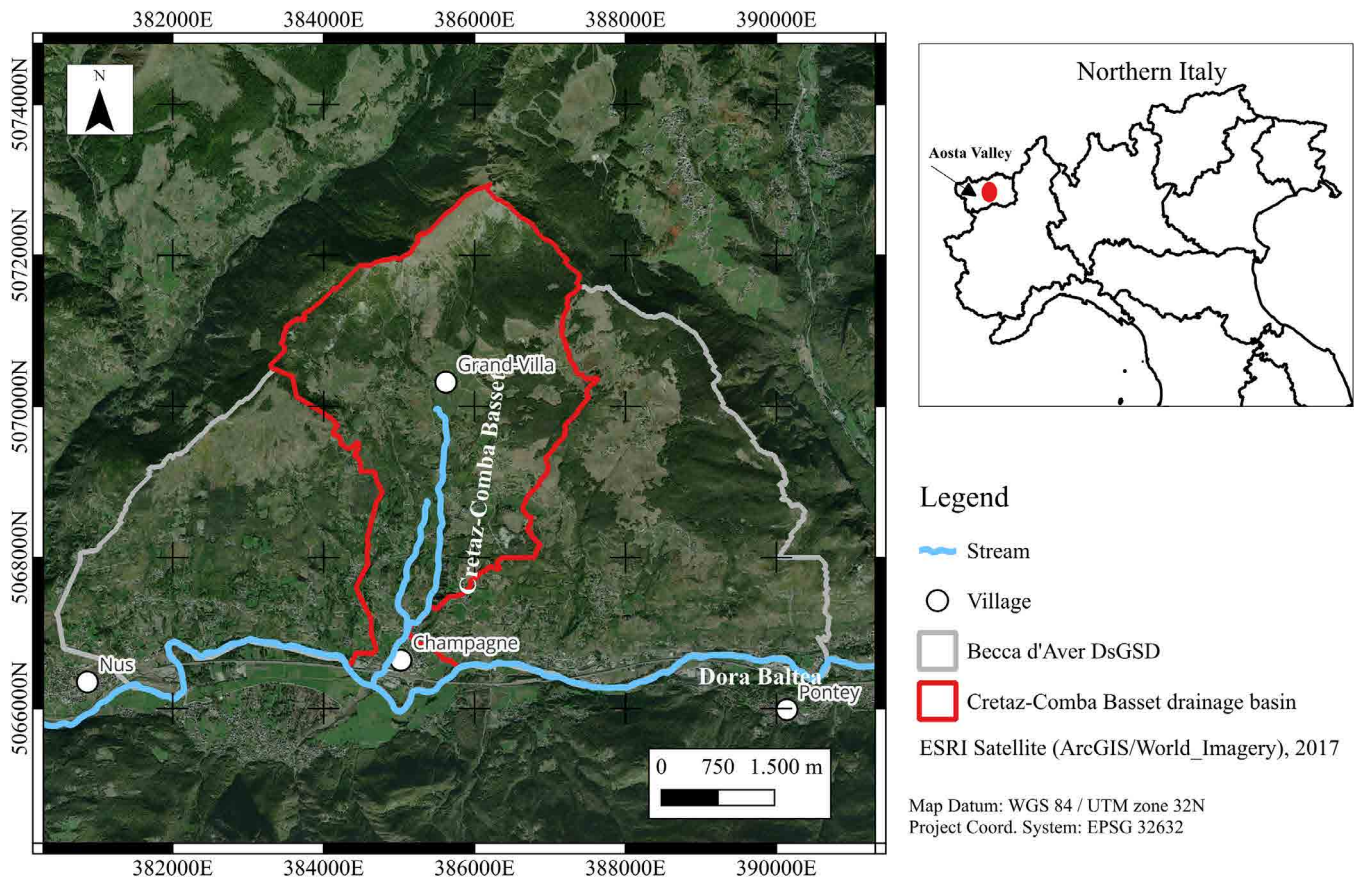 382000E 384000E 386000E 388000E 390000E
N
5074000N
5072000N
5070000N
5068000N
5066000N
Grand-Villa
Cretaz-Comba Basset
Champagne
Nus
Dora Baltea
Pontey
0 750 1.500 m
382000E 384000E 386000E 388000E 390000E
Northern Italy
Aosta Valley
Legend
Stream
Village
Becca d'Aver DsGSD
Cretaz-Comba Basset drainage basin
ESRI Satellite (ArcGIS/World_Imagery), 2017
Map Datum: WGS 84 / UTM zone 32N
Project Coord. System: EPSG 32632